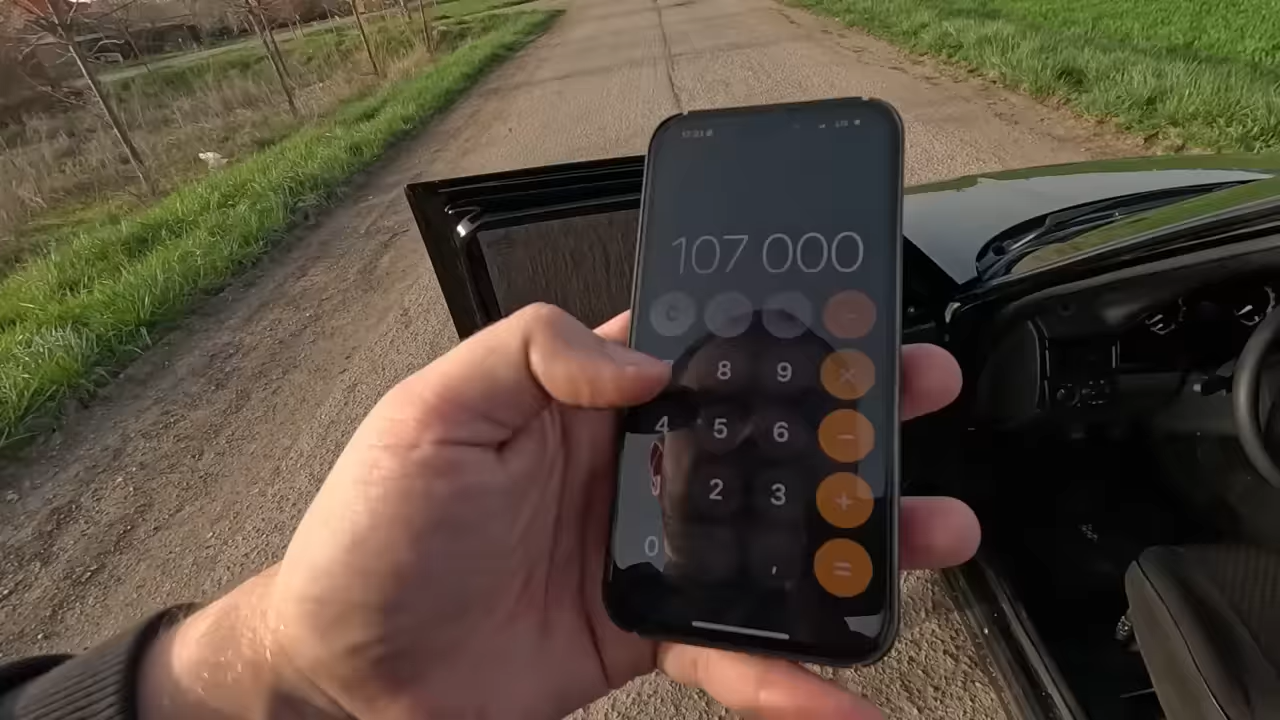 107 000
C
8 9 ×
4 5 6 −
2 3 +
0 , =